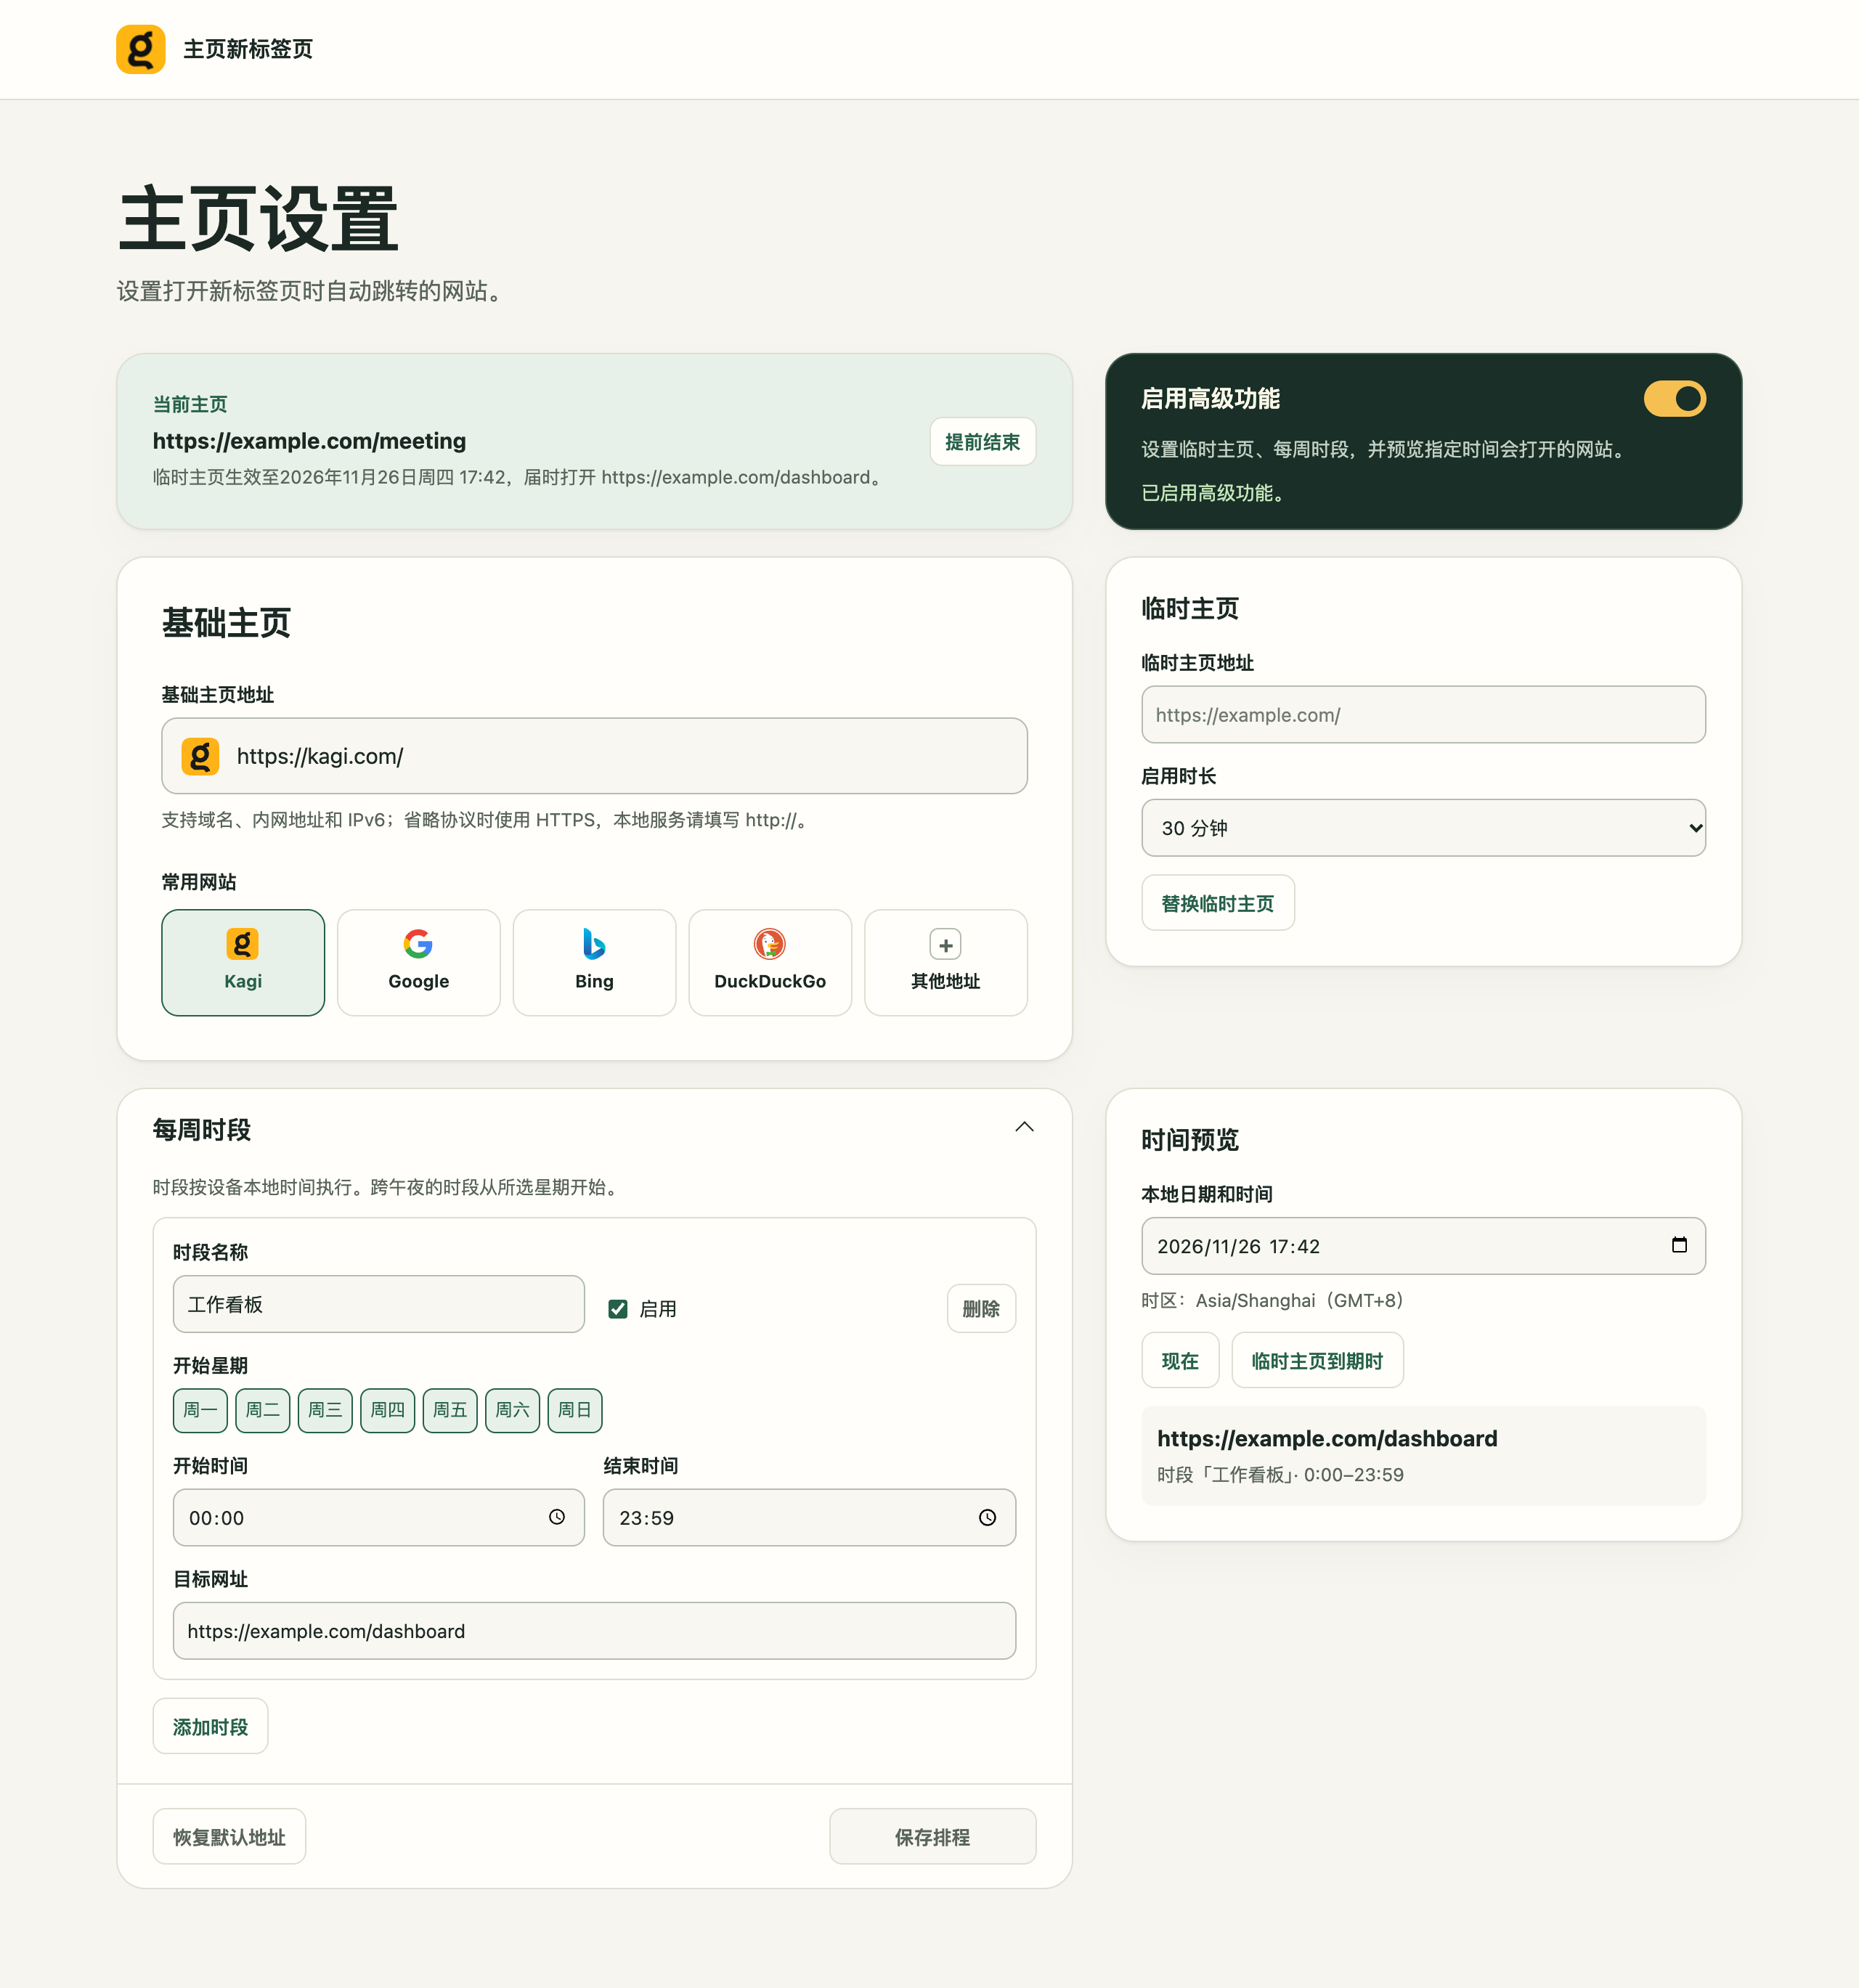 主页新标签页
主页设置
设置打开新标签页时自动跳转的网站。
当前主页
https://example.com/meeting
临时主页生效至2026年11月26日周四 17:42，届时打开 https://example.com/dashboard。
提前结束
启用高级功能
设置临时主页、每周时段，并预览指定时间会打开的网站。
已启用高级功能。
基础主页
基础主页地址
https://kagi.com/
支持域名、内网地址和 IPv6；省略协议时使用 HTTPS，本地服务请填写 http://。
常用网站
Kagi
Google
Bing
DuckDuckGo
其他地址
临时主页
临时主页地址
https://example.com/
启用时长
30 分钟
替换临时主页
每周时段
时段按设备本地时间执行。跨午夜的时段从所选星期开始。
时段名称
工作看板
启用
删除
开始星期
周一 周二 周三 周四 周五 周六 周日
开始时间
00:00
结束时间
23:59
目标网址
https://example.com/dashboard
添加时段
恢复默认地址
保存排程
时间预览
本地日期和时间
2026/11/26 17:42
时区：Asia/Shanghai（GMT+8）
现在
临时主页到期时
https://example.com/dashboard
时段「工作看板」· 0:00–23:59